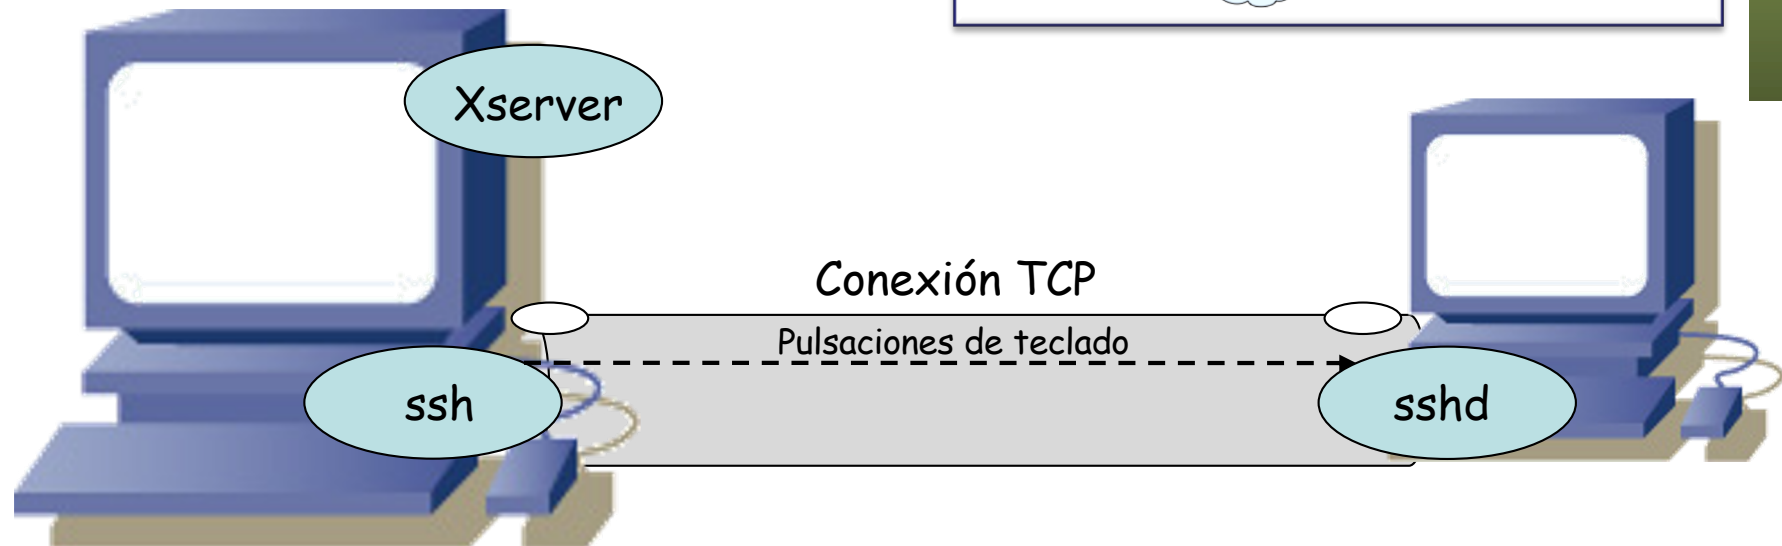 Xserver
Conexión TCP
Pulsaciones de teclado
ssh
sshd